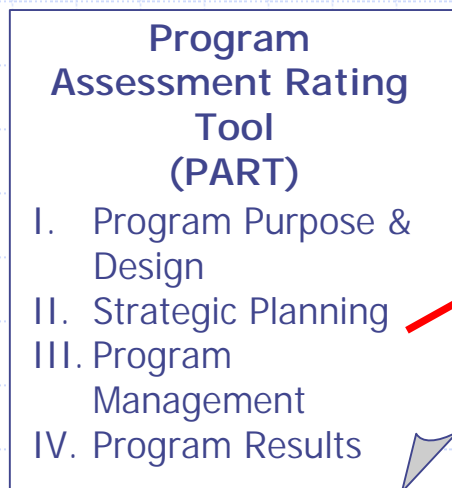 Program
Assessment Rating
Tool
(PART)
I. Program Purpose &
Design
II. Strategic Planning
III. Program
Management
IV. Program Results